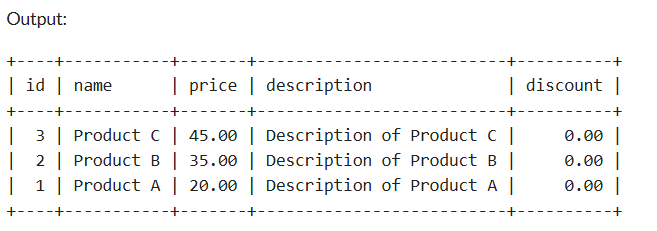 Output:
+----+-----------+-------+--------------------------+----------+
| id | name      | price | description              | discount |
+----+-----------+-------+--------------------------+----------+
|  3 | Product C | 45.00 | Description of Product C |     0.00 |
|  2 | Product B | 35.00 | Description of Product B |     0.00 |
|  1 | Product A | 20.00 | Description of Product A |     0.00 |
+----+-----------+-------+--------------------------+----------+